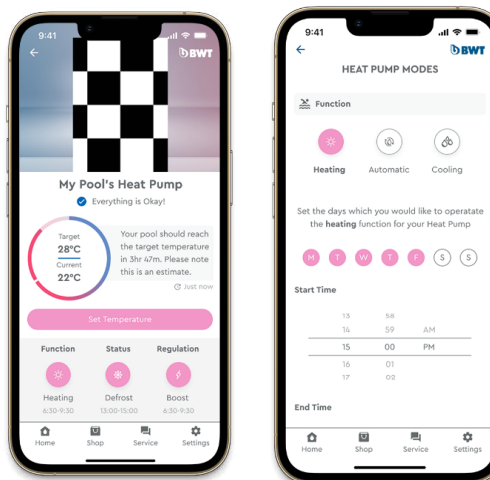 9:41
BWT
My Pool's Heat Pump
Everything is Okay!
Target
28°C
Current
22°C
Your pool should reach
the target temperature
in 3hr 47m. Please note
this is an estimate.
Just now
Set Temperature
Function Status Regulation
Heating Defrost Boost
6:30-9:30 13:00-15:00 6:30-9:30
Home Shop Service Settings
9:41
BWT
HEAT PUMP MODES
Function
Heating Automatic Cooling
Set the days which you would like to operatate
the heating function for your Heat Pump
M T W T F S S
Start Time
13 58
14 59 AM
15 00 PM
16 01
17 02
End Time
Home Shop Service Settings